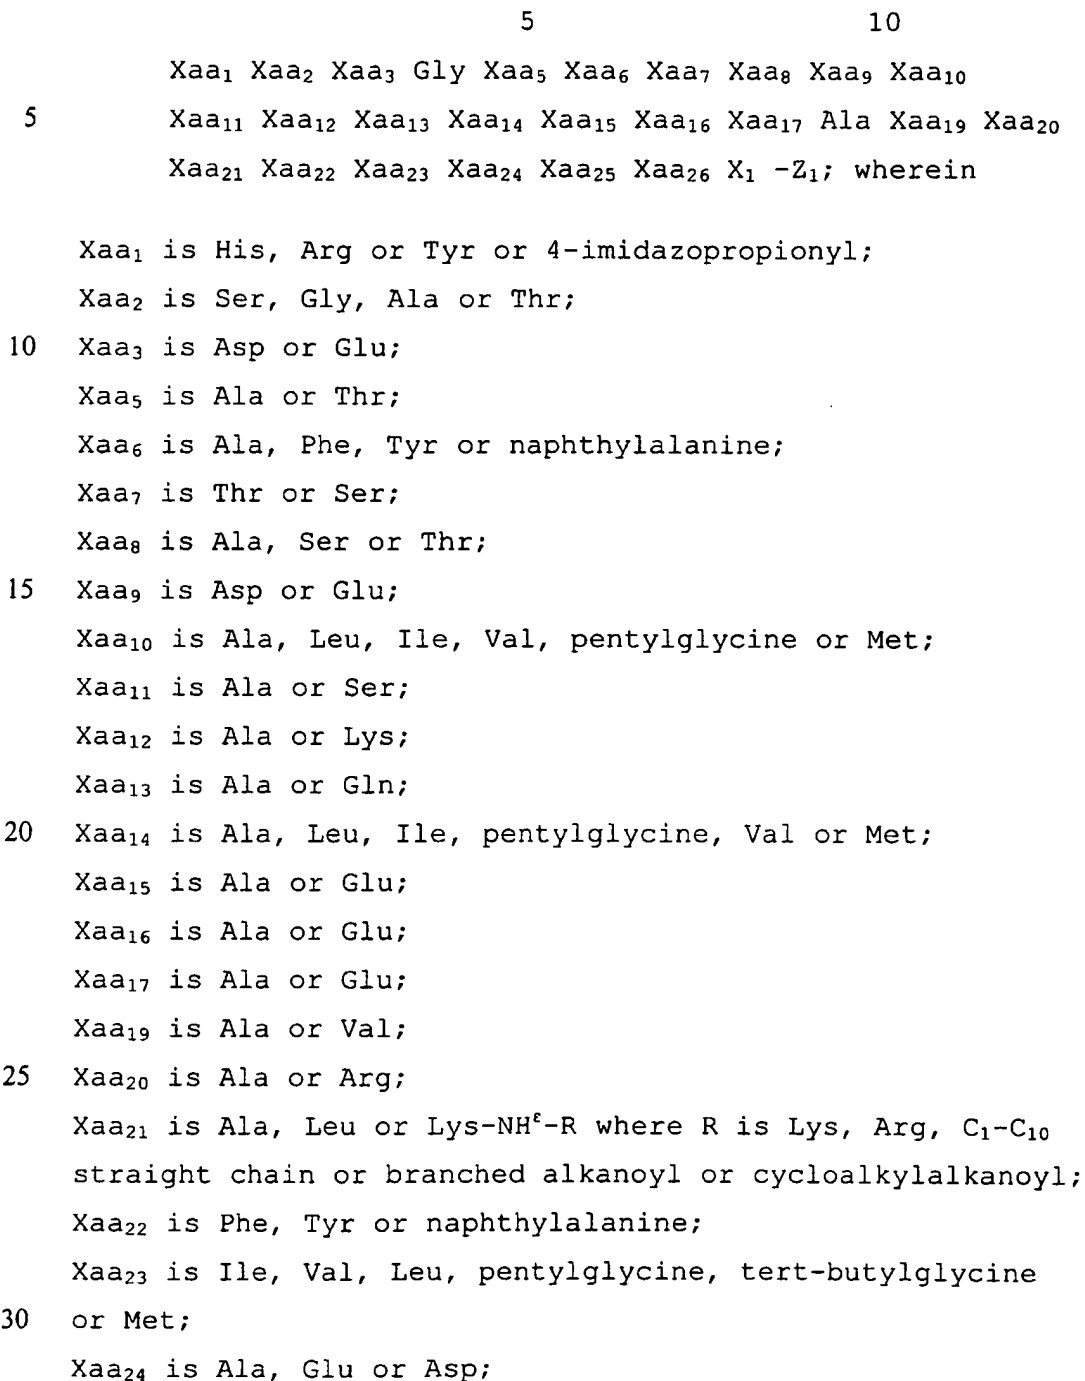 5 10
Xaa₁ Xaa₂ Xaa₃ Gly Xaa₅ Xaa₆ Xaa₇ Xaa₈ Xaa₉ Xaa₁₀
5 Xaa₁₁ Xaa₁₂ Xaa₁₃ Xaa₁₄ Xaa₁₅ Xaa₁₆ Xaa₁₇ Ala Xaa₁₉ Xaa₂₀
Xaa₂₁ Xaa₂₂ Xaa₂₃ Xaa₂₄ Xaa₂₅ Xaa₂₆ X₁ -Z₁; wherein
Xaa₁ is His, Arg or Tyr or 4-imidazopropionyl;
Xaa₂ is Ser, Gly, Ala or Thr;
10 Xaa₃ is Asp or Glu;
Xaa₅ is Ala or Thr;
Xaa₆ is Ala, Phe, Tyr or naphthylalanine;
Xaa₇ is Thr or Ser;
Xaa₈ is Ala, Ser or Thr;
15 Xaa₉ is Asp or Glu;
Xaa₁₀ is Ala, Leu, Ile, Val, pentylglycine or Met;
Xaa₁₁ is Ala or Ser;
Xaa₁₂ is Ala or Lys;
Xaa₁₃ is Ala or Gln;
20 Xaa₁₄ is Ala, Leu, Ile, pentylglycine, Val or Met;
Xaa₁₅ is Ala or Glu;
Xaa₁₆ is Ala or Glu;
Xaa₁₇ is Ala or Glu;
Xaa₁₉ is Ala or Val;
25 Xaa₂₀ is Ala or Arg;
Xaa₂₁ is Ala, Leu or Lys-NHᵋ-R where R is Lys, Arg, C₁-C₁₀
straight chain or branched alkanoyl or cycloalkylalkanoyl;
Xaa₂₂ is Phe, Tyr or naphthylalanine;
Xaa₂₃ is Ile, Val, Leu, pentylglycine, tert-butylglycine
30 or Met;
Xaa₂₄ is Ala, Glu or Asp;